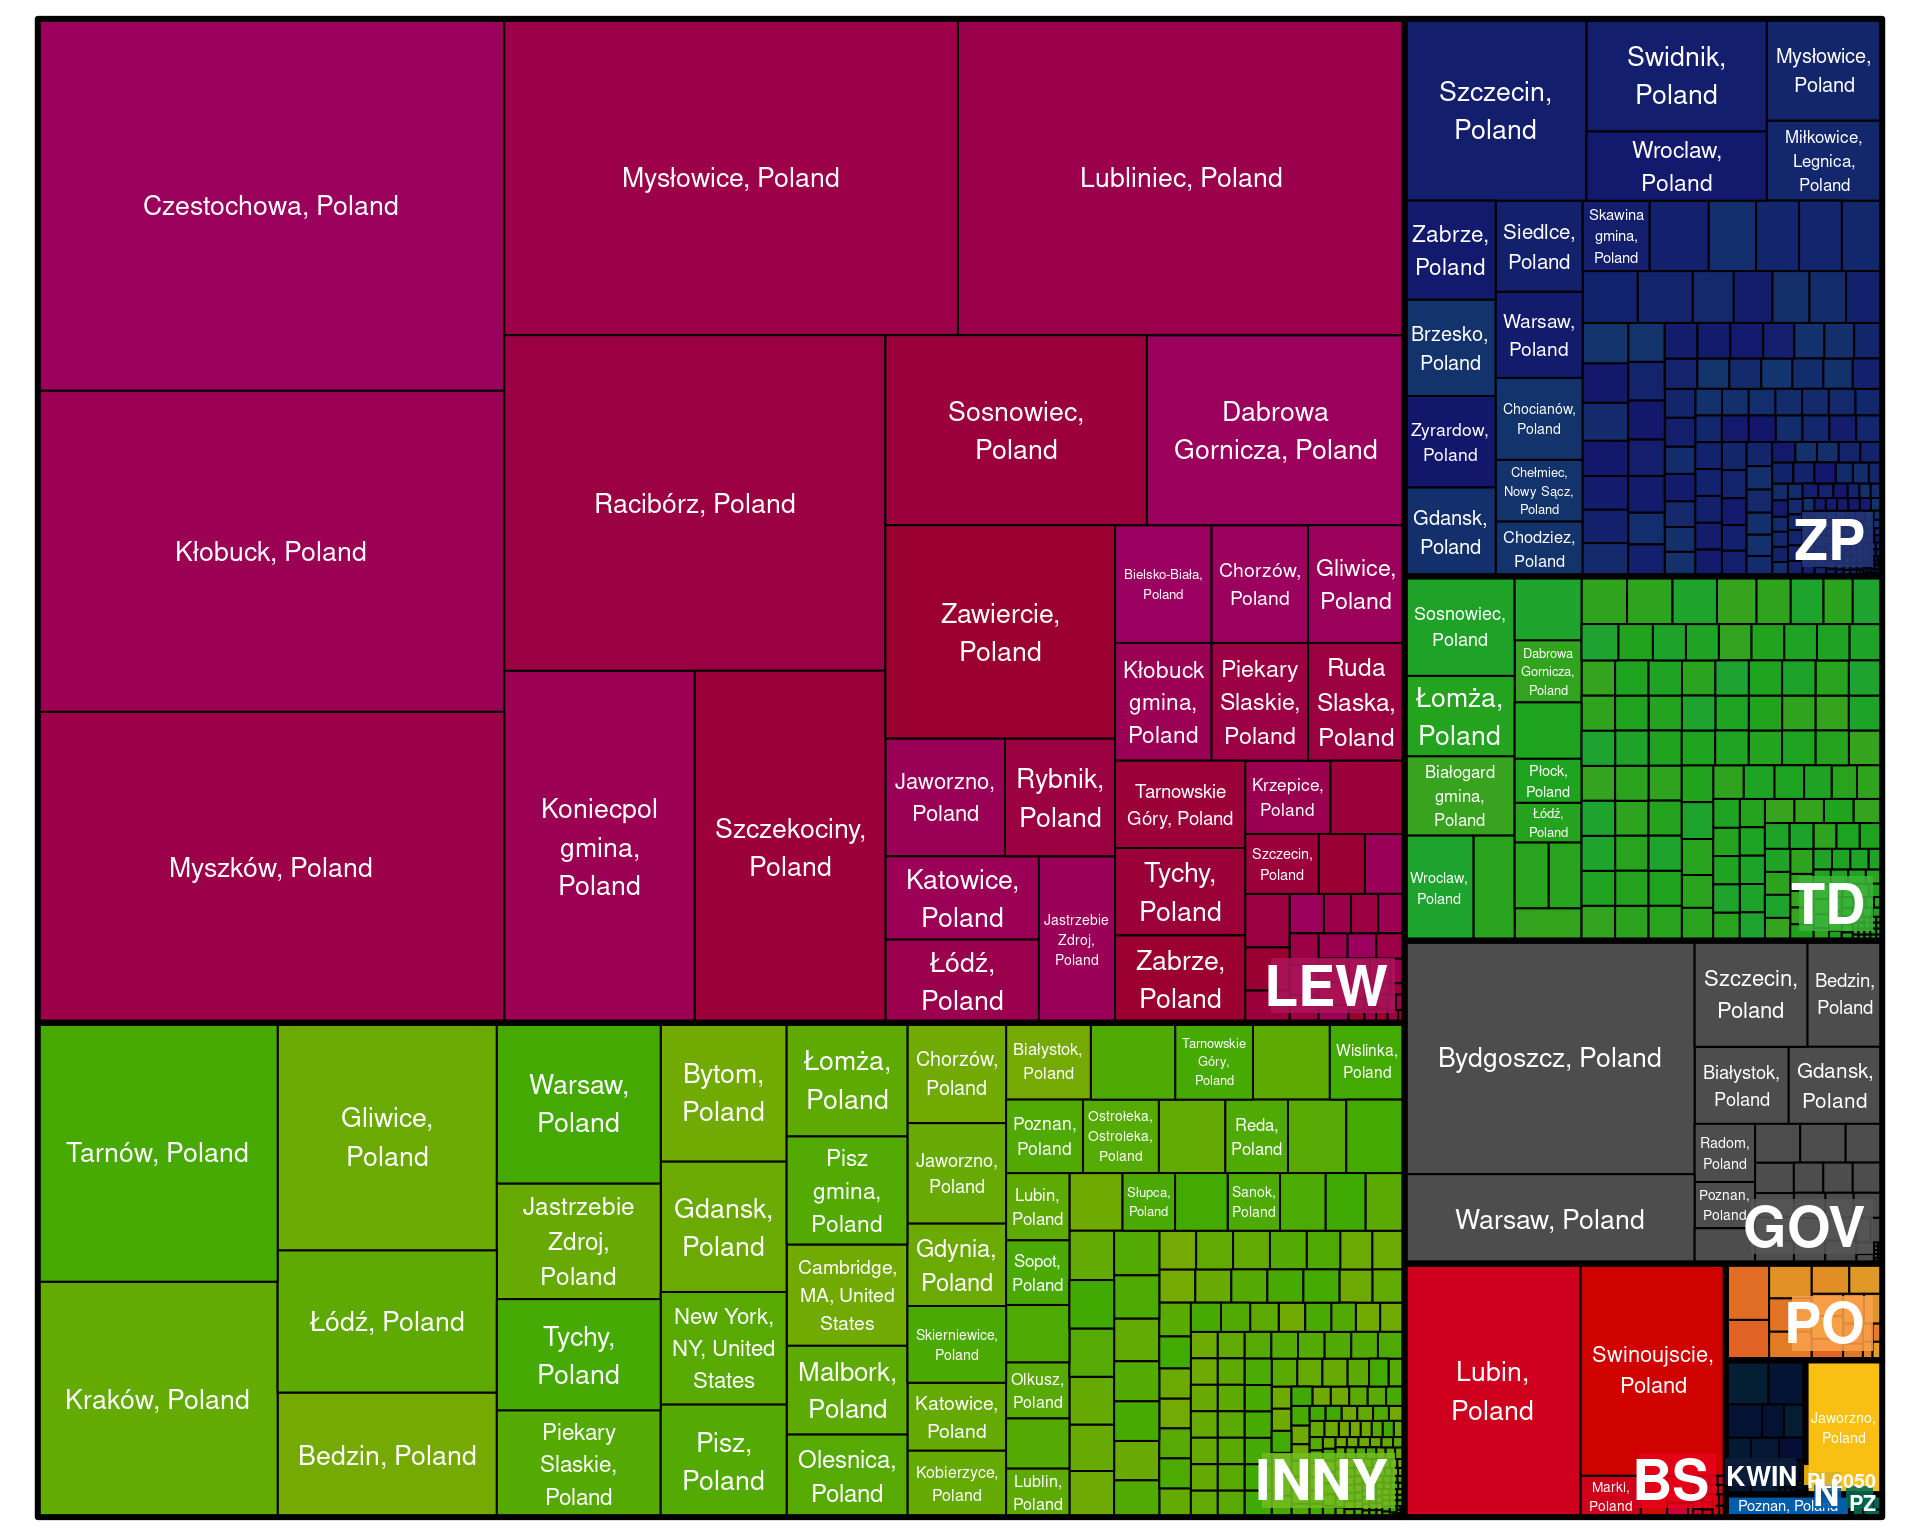 Czestochowa, Poland
Kłobuck, Poland
Myszków, Poland
Mysłowice, Poland
Lubliniec, Poland
Racibórz, Poland
Koniecpol
gmina,
Poland
Szczekociny,
Poland
Sosnowiec,
Poland
Dabrowa
Gornicza, Poland
Zawiercie,
Poland
Bielsko-Biała,
Poland
Chorzów,
Poland
Gliwice,
Poland
Kłobuck
gmina,
Poland
Piekary
Slaskie,
Poland
Ruda
Slaska,
Poland
Jaworzno,
Poland
Rybnik,
Poland
Katowice,
Poland
Łódź,
Poland
Jastrzebie
Zdroj,
Poland
Tarnowskie
Góry, Poland
Tychy,
Poland
Zabrze,
Poland
Krzepice,
Poland
Szczecin,
Poland
LEW
Tarnów, Poland
Kraków, Poland
Gliwice,
Poland
Łódź, Poland
Bedzin, Poland
Warsaw,
Poland
Jastrzebie
Zdroj,
Poland
Tychy,
Poland
Piekary
Slaskie,
Poland
Bytom,
Poland
Gdansk,
Poland
New York,
NY, United
States
Pisz,
Poland
Łomża,
Poland
Pisz
gmina,
Poland
Cambridge,
MA, United
States
Malbork,
Poland
Olesnica,
Poland
Chorzów,
Poland
Jaworzno,
Poland
Gdynia,
Poland
Skierniewice,
Poland
Katowice,
Poland
Kobierzyce,
Poland
Białystok,
Poland
Tarnowskie
Góry,
Poland
Wislinka,
Poland
Poznan,
Poland
Ostrołeka,
Ostroleka,
Poland
Reda,
Poland
Lubin,
Poland
Słupca,
Poland
Sanok,
Poland
Sopot,
Poland
Olkusz,
Poland
Lublin,
Poland
INNY
Szczecin,
Poland
Swidnik,
Poland
Wroclaw,
Poland
Mysłowice,
Poland
Miłkowice,
Legnica,
Poland
Zabrze,
Poland
Brzesko,
Poland
Zyrardow,
Poland
Gdansk,
Poland
Siedlce,
Poland
Warsaw,
Poland
Chocianów,
Poland
Chełmiec,
Nowy Sącz,
Poland
Chodziez,
Poland
Skawina
gmina,
Poland
ZP
Sosnowiec,
Poland
Łomża,
Poland
Białogard
gmina,
Poland
Wroclaw,
Poland
Dabrowa
Gornicza,
Poland
Płock,
Poland
Łódź,
Poland
TD
Bydgoszcz, Poland
Warsaw, Poland
Szczecin,
Poland
Bedzin,
Poland
Białystok,
Poland
Gdansk,
Poland
Radom,
Poland
Poznan,
Poland
GOV
Lubin,
Poland
Swinoujscie,
Poland
Marki,
Poland
BS
PO
KWIN
Jaworzno,
Poland
PL2050
Poznan, Poland
N
PZ